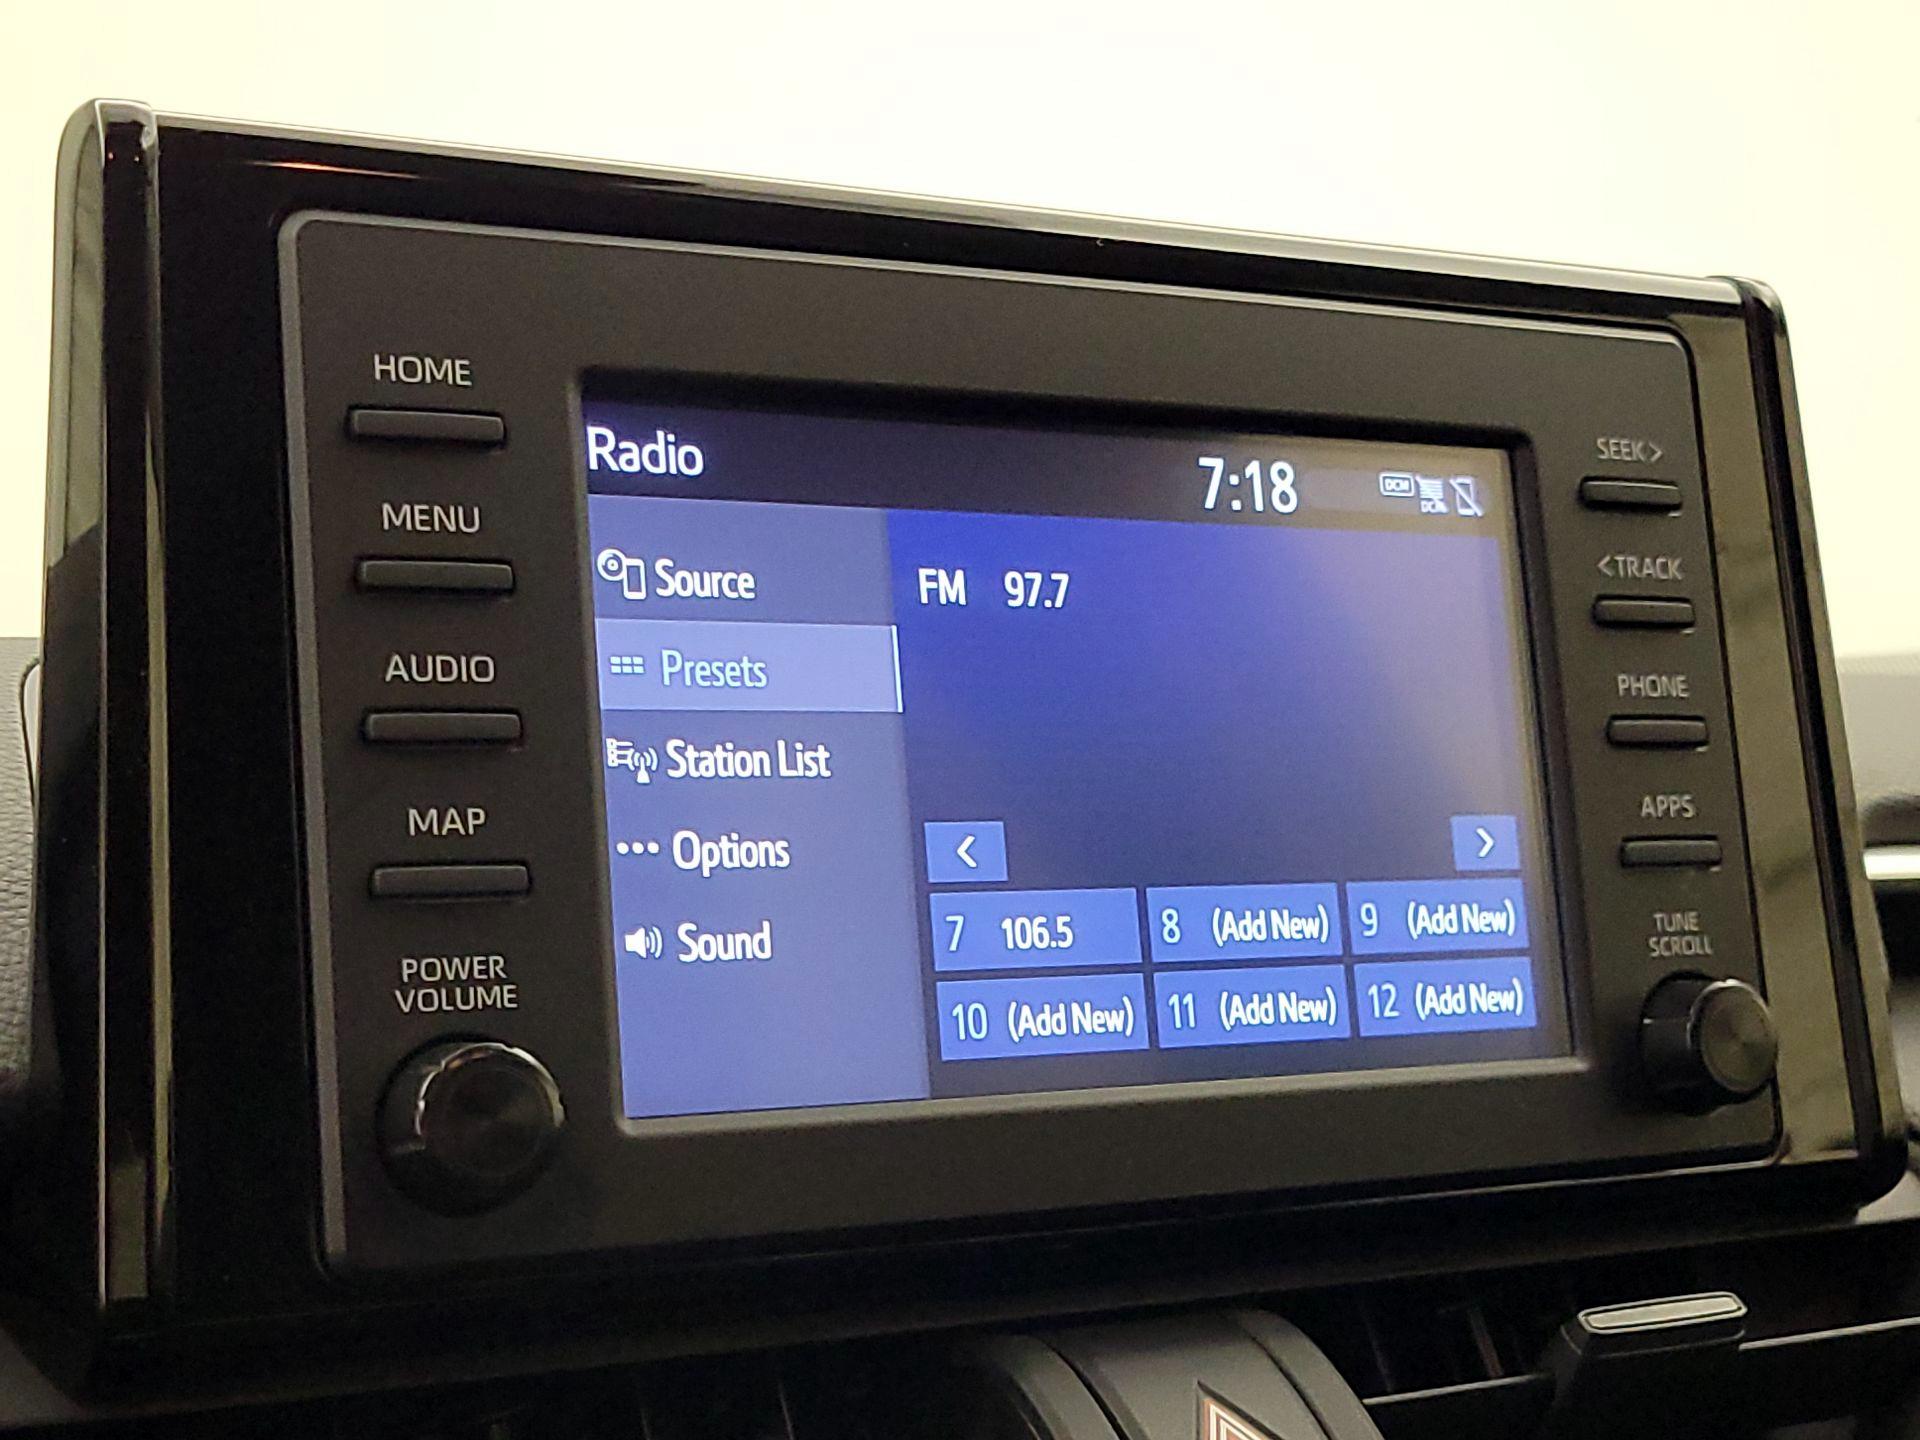 HOME
MENU
AUDIO
MAP
POWER
VOLUME
Radio
7:18
DCM
DCM
Source
Presets
Station List
Options
Sound
FM 97.7
<
>
7 106.5
8 (Add New)
9 (Add New)
10 (Add New)
11 (Add New)
12 (Add New)
SEEK>
<TRACK
PHONE
APPS
TUNE
SCROLL